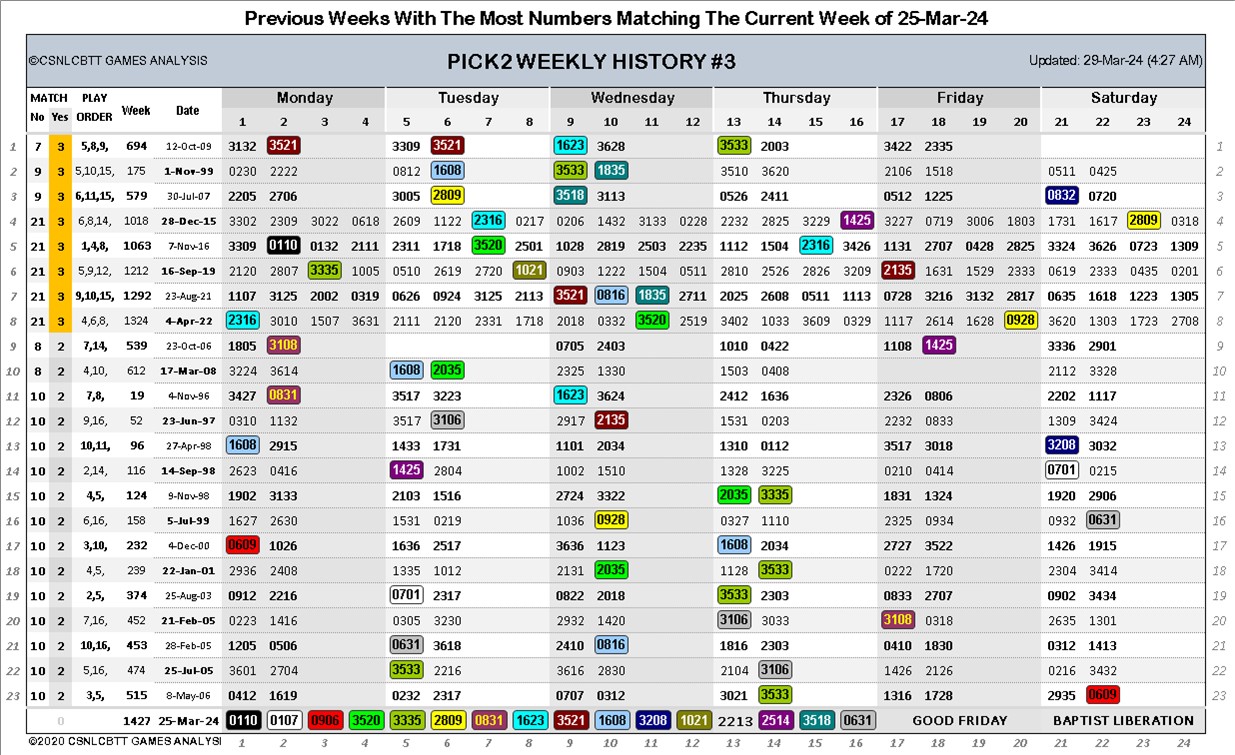 Previous Weeks With The Most Numbers Matching The Current Week of 25-Mar-24
©CSNLCBTT GAMES ANALYSIS PICK2 WEEKLY HISTORY #3 Updated: 29-Mar-24 (4:27 AM)
MATCH PLAY Week Date Monday Tuesday Wednesday Thursday Friday Saturday
No Yes ORDER 1 2 3 4 5 6 7 8 9 10 11 12 13 14 15 16 17 18 19 20 21 22 23 24
1 7 3 5,8,9, 694 12-Oct-09 3132 3521 3309 3521 1623 3628 3533 2003 3422 2335 1
2 9 3 5,10,15, 175 1-Nov-99 0230 2222 0812 1608 3533 1835 3510 3620 2106 1518 0511 0425 2
3 9 3 6,11,15, 579 30-Jul-07 2205 2706 3005 2809 3518 3113 0526 2411 0512 1225 0832 0720 3
4 21 3 6,8,14, 1018 28-Dec-15 3302 2309 3022 0618 2609 1122 2316 0217 0206 1432 3133 0228 2232 2825 3229 1425 3227 0719 3006 1803 1731 1617 2809 0318 4
5 21 3 1,4,8, 1063 7-Nov-16 3309 0110 0132 2111 2311 1718 3520 2501 1028 2819 2503 2235 1112 1504 2316 3426 1131 2707 0428 2825 3324 3626 0723 1309 5
6 21 3 5,9,12, 1212 16-Sep-19 2120 2807 3335 1005 0510 2619 2720 1021 0903 1222 1504 0511 2810 2526 2826 3209 2135 1631 1529 2333 0619 2333 0435 0201 6
7 21 3 9,10,15, 1292 23-Aug-21 1107 3125 2002 0319 0626 0924 3125 2113 3521 0816 1835 2711 2025 2608 0511 1113 0728 3216 3132 2817 0635 1618 1223 1305 7
8 21 3 4,6,8, 1324 4-Apr-22 2316 3010 1507 3631 2111 2120 2331 1718 2018 0332 3520 2519 3402 1033 3609 0329 1117 2614 1628 0928 3620 1303 1723 2708 8
9 8 2 7,14, 539 23-Oct-06 1805 3108 0705 2403 1010 0422 1108 1425 3336 2901 9
10 8 2 4,10, 612 17-Mar-08 3224 3614 1608 2035 2325 1330 1503 0408 2112 3328 10
11 10 2 7,8, 19 4-Nov-96 3427 0831 3517 3223 1623 3624 2412 1636 2326 0806 2202 1117 11
12 10 2 9,16, 52 23-Jun-97 0310 1132 3517 3106 2917 2135 1531 0203 2232 0833 1309 3424 12
13 10 2 10,11, 96 27-Apr-98 1608 2915 1433 1731 1101 2034 1310 0112 3517 3018 3208 3032 13
14 10 2 2,14, 116 14-Sep-98 2623 0416 1425 2804 1002 1510 1328 3225 0210 0414 0701 0215 14
15 10 2 4,5, 124 9-Nov-98 1902 3133 2103 1516 2724 3322 2035 3335 1831 1324 1920 2906 15
16 10 2 6,16, 158 5-Jul-99 1627 2630 1531 0219 1036 0928 0327 1110 2325 0934 0932 0631 16
17 10 2 3,10, 232 4-Dec-00 0609 1026 1636 2517 3636 1123 1608 2034 2727 3522 1426 1915 17
18 10 2 4,5, 239 22-Jan-01 2936 2408 1335 1012 2131 2035 1128 3533 0222 1720 2304 3414 18
19 10 2 2,5, 374 25-Aug-03 0912 2216 0701 2317 0822 2018 3533 2303 0833 2707 0902 3434 19
20 10 2 7,16, 452 21-Feb-05 0223 1416 0305 3230 2932 1420 3106 3033 3108 0318 2635 1301 20
21 10 2 10,16, 453 28-Feb-05 1205 0506 0631 3618 2410 0816 1816 2303 0410 1830 0312 1413 21
22 10 2 5,16, 474 25-Jul-05 3601 2704 3533 2216 3616 2830 2104 3106 1426 2126 0216 3432 22
23 10 2 3,5, 515 8-May-06 0412 1619 0232 2317 0707 0312 3021 3533 1316 1728 2935 0609 23
0 1427 25-Mar-24 0110 0107 0906 3520 3335 2809 0831 1623 3521 1608 3208 1021 2213 2514 3518 0631 GOOD FRIDAY BAPTIST LIBERATION
©2020 CSNLCBTT GAMES ANALYSI 1 2 3 4 5 6 7 8 9 10 11 12 13 14 15 16 17 18 19 20 21 22 23 24